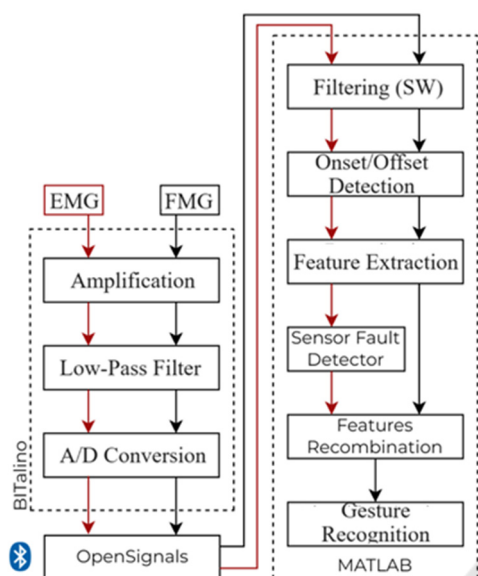 EMG
FMG
Amplification
Low-Pass Filter
A/D Conversion
BITalino
OpenSignals
Filtering (SW)
Onset/Offset
Detection
Feature Extraction
Sensor Fault
Detector
Features
Recombination
Gesture
Recognition
MATLAB